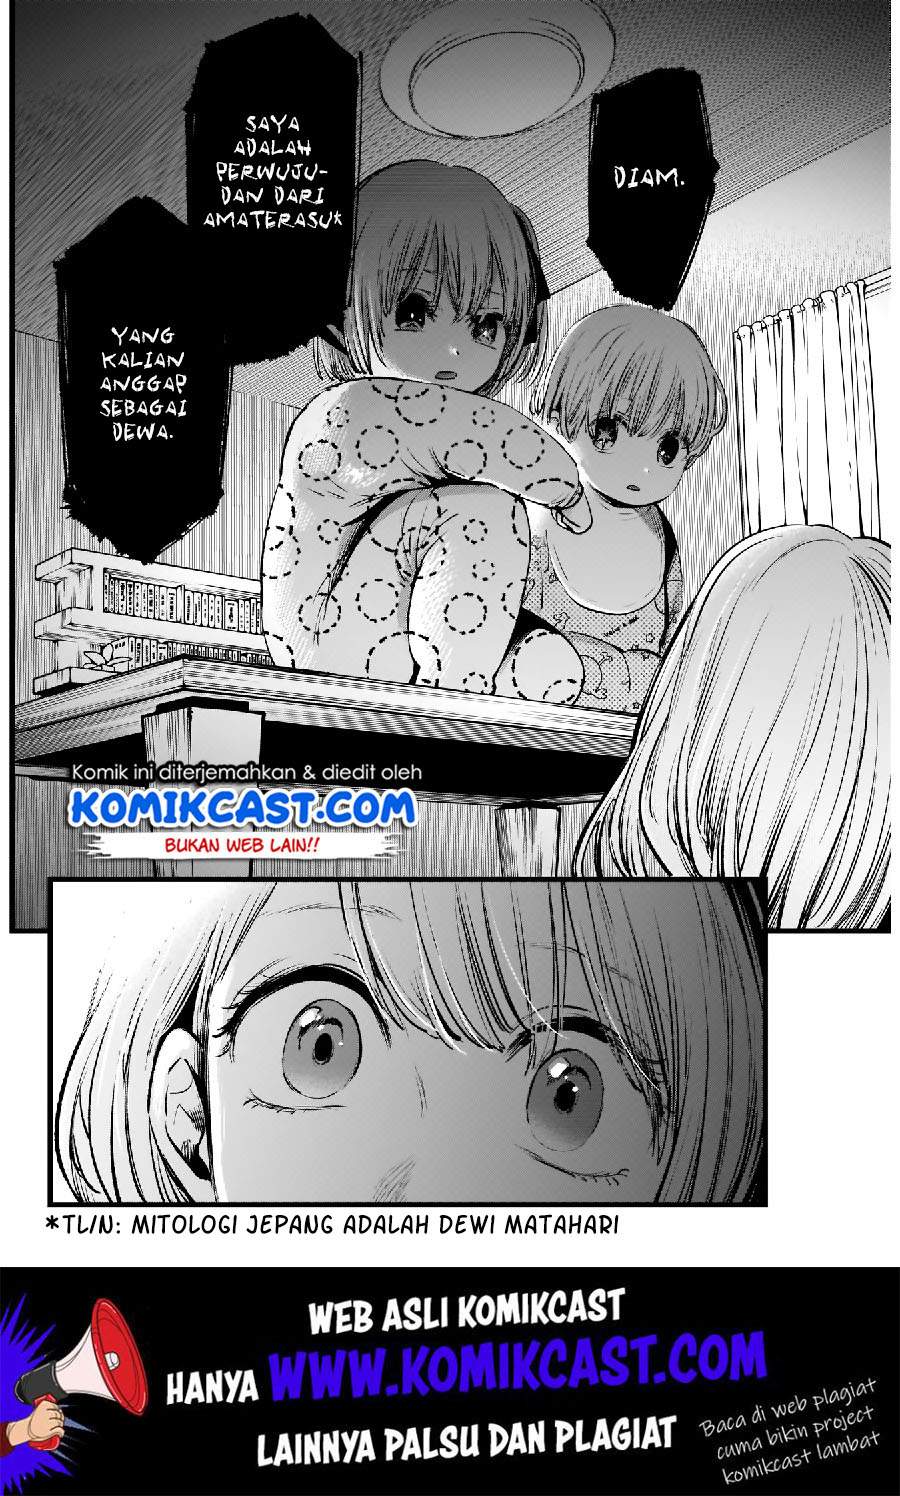 DIAM.
SAYA
ADALAH
PERWUJU-
DAN DARI
AMATERASU*
YANG
KALIAN
ANGGAP
SEBAGAI
DEWA.
Komik ini diterjemahkan & diedit oleh
KOMIKCAST.COM
BUKAN WEB LAIN!!
*TL/N: MITOLOGI JEPANG ADALAH DEWI MATAHARI
WEB ASLI KOMIKCAST
HANYA WWW.KOMIKCAST.COM
LAINNYA PALSU DAN PLAGIAT
Baca di web plagiat
cuma bikin project
komikcast lambat